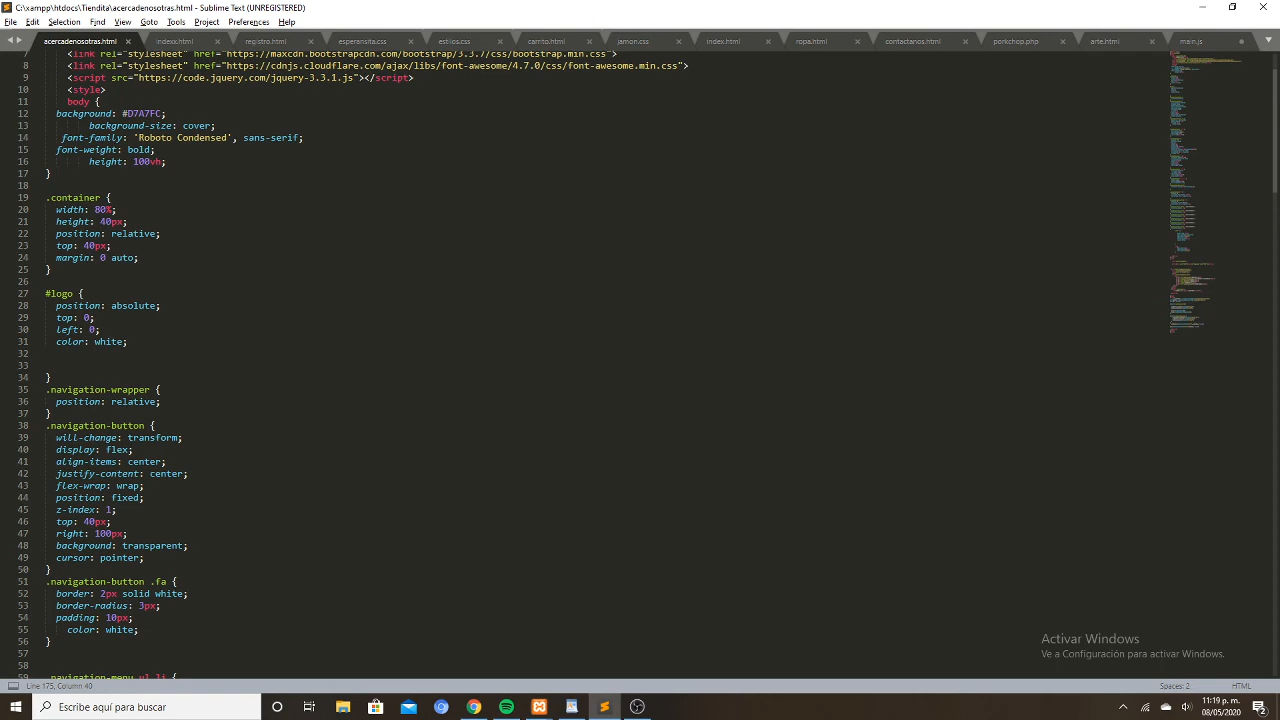 C:\xampp\htdocs\Tiendita\acercadenosotras.html - Sublime Text (UNREGISTERED)
File Edit Selection Find View Goto Tools Project Preferences Help
acercadenosotras.html indexx.html registro.html esperansita.css estilos.css carrito.html jamon.css index.html ropa.html contactanos.html porkchop.php arte.html main.js
7 <link rel="stylesheet" href="https://maxcdn.bootstrapcdn.com/bootstrap/3.3.7/css/bootstrap.min.css">
8 <link rel="stylesheet" href="https://cdnjs.cloudflare.com/ajax/libs/font-awesome/4.7.0/css/font-awesome.min.css">
9 <script src="https://code.jquery.com/jquery-3.3.1.js"></script>
10 <style>
11 body {
12 background: #D7A7FC;
13 background-size: cover;
14 font-family: 'Roboto Condensed', sans-serif;
15 font-weight: bold;
16 height: 100vh;
17 }
18
19 .container {
20 width: 80%;
21 height: 40px;
22 position: relative;
23 top: 40px;
24 margin: 0 auto;
25 }
26
27 #logo {
28 position: absolute;
29 top: 0;
30 left: 0;
31 color: white;
32
33
34 }
35 .navigation-wrapper {
36 position: relative;
37 }
38 .navigation-button {
39 will-change: transform;
40 display: flex;
41 align-items: center;
42 justify-content: center;
43 flex-wrap: wrap;
44 position: fixed;
45 z-index: 1;
46 top: 40px;
47 right: 100px;
48 background: transparent;
49 cursor: pointer;
50 }
51 .navigation-button .fa {
52 border: 2px solid white;
53 border-radius: 3px;
54 padding: 10px;
55 color: white;
56 }
57
58
59 .navigation-menu ul li {
Activar Windows
Ve a Configuración para activar Windows.
Line 175, Column 40 Spaces: 2 HTML
Escribe aquí para buscar
11:19 p. m.
08/05/2020
2